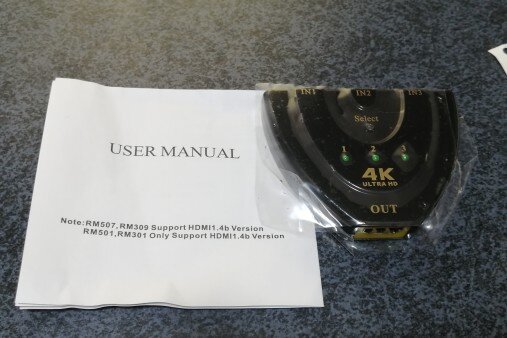 USER MANUAL
Note:RM507,RM309 Support HDMI1.4b Version
RM501,RM301 Only Support HDMI1.4b Version
IN1 IN2 IN3
Select
1 2 3
4K
ULTRA HD
OUT